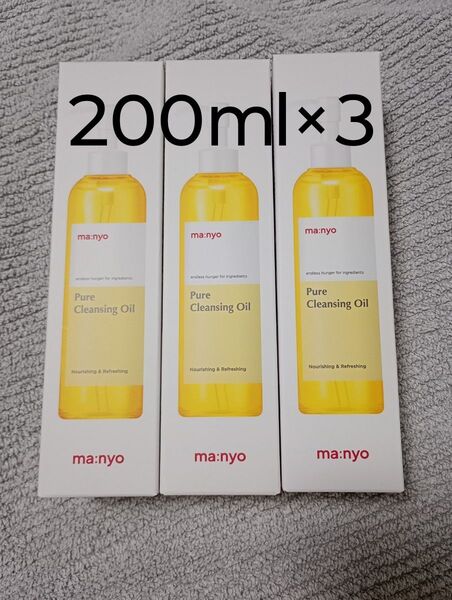 200ml×3
ma:nyo
endless hunger for ingredients
Pure
Cleansing Oil
Nourishing & Refreshing
ma:nyo
ma:nyo
endless hunger for ingredients
Pure
Cleansing Oil
Nourishing & Refreshing
ma:nyo
ma:nyo
endless hunger for ingredients
Pure
Cleansing Oil
Nourishing & Refreshing
ma:nyo